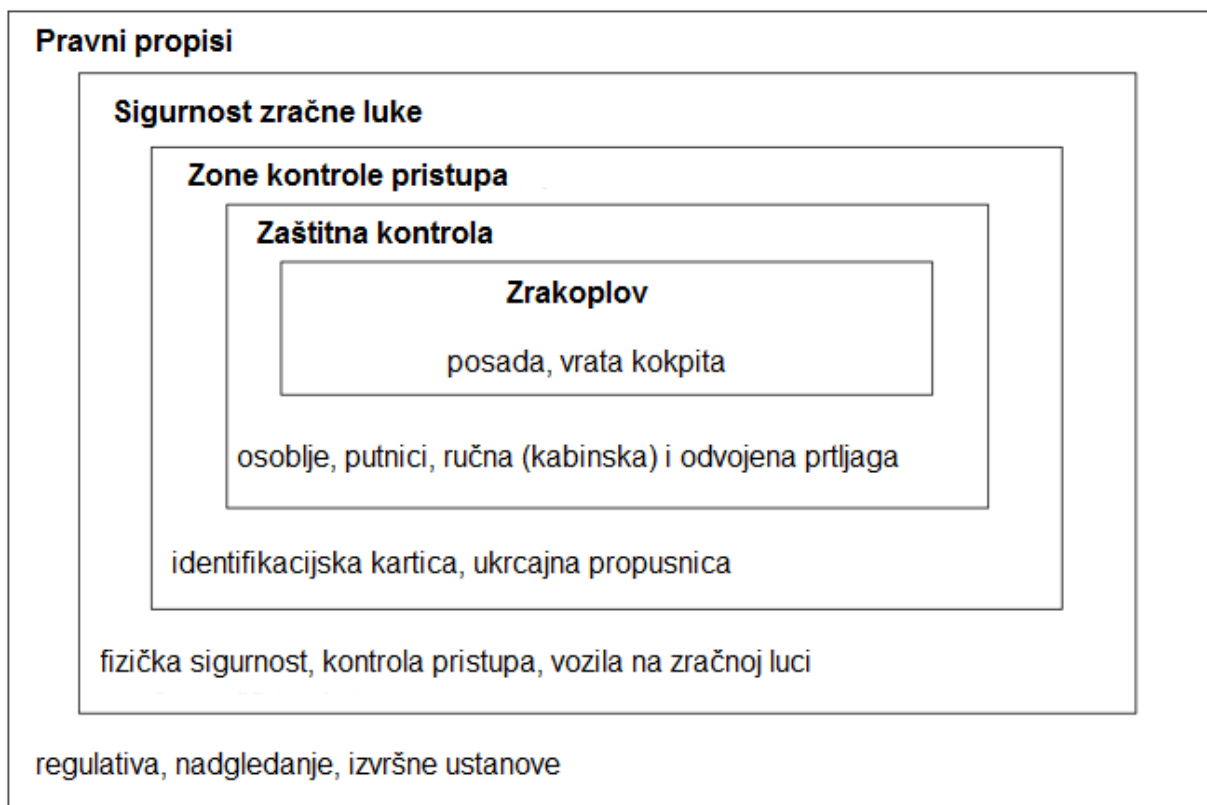 Pravni propisi
Sigurnost zračne luke
Zone kontrole pristupa
Zaštitna kontrola
Zrakoplov
posada, vrata kokpita
osoblje, putnici, ručna (kabinska) i odvojena prtljaga
identifikacijska kartica, ukrcajna propusnica
fizička sigurnost, kontrola pristupa, vozila na zračnoj luci
regulativa, nadgledanje, izvršne ustanove